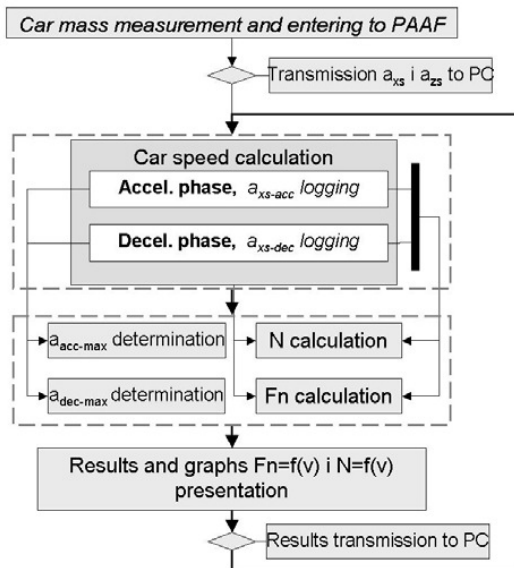 Car mass measurement and entering to PAAF
Transmission a_xs i a_zs to PC
Car speed calculation
Accel. phase, a_xs-acc logging
Decel. phase, a_xs-dec logging
a_acc-max determination
N calculation
a_dec-max determination
Fn calculation
Results and graphs Fn=f(v) i N=f(v)
presentation
Results transmission to PC